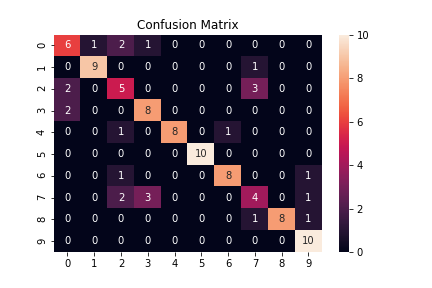 Confusion Matrix
0 6 1 2 1 0 0 0 0 0 0
1 0 9 0 0 0 0 0 1 0 0
2 2 0 5 0 0 0 0 3 0 0
3 2 0 0 8 0 0 0 0 0 0
4 0 0 1 0 8 0 1 0 0 0
5 0 0 0 0 0 10 0 0 0 0
6 0 0 1 0 0 0 8 0 0 1
7 0 0 2 3 0 0 0 4 0 1
8 0 0 0 0 0 0 0 1 8 1
9 0 0 0 0 0 0 0 0 0 10
0 1 2 3 4 5 6 7 8 9
10
8
6
4
2
0